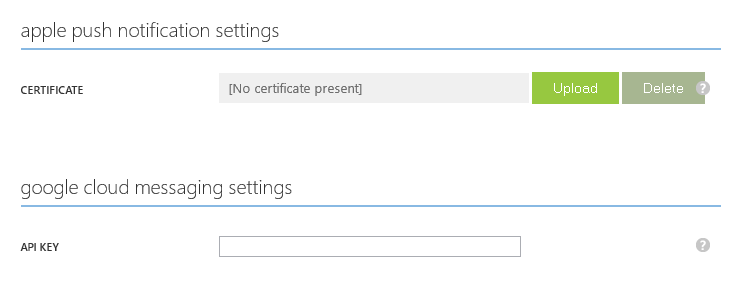 apple push notification settings
CERTIFICATE [No certificate present] Upload Delete ?
google cloud messaging settings
API KEY ?